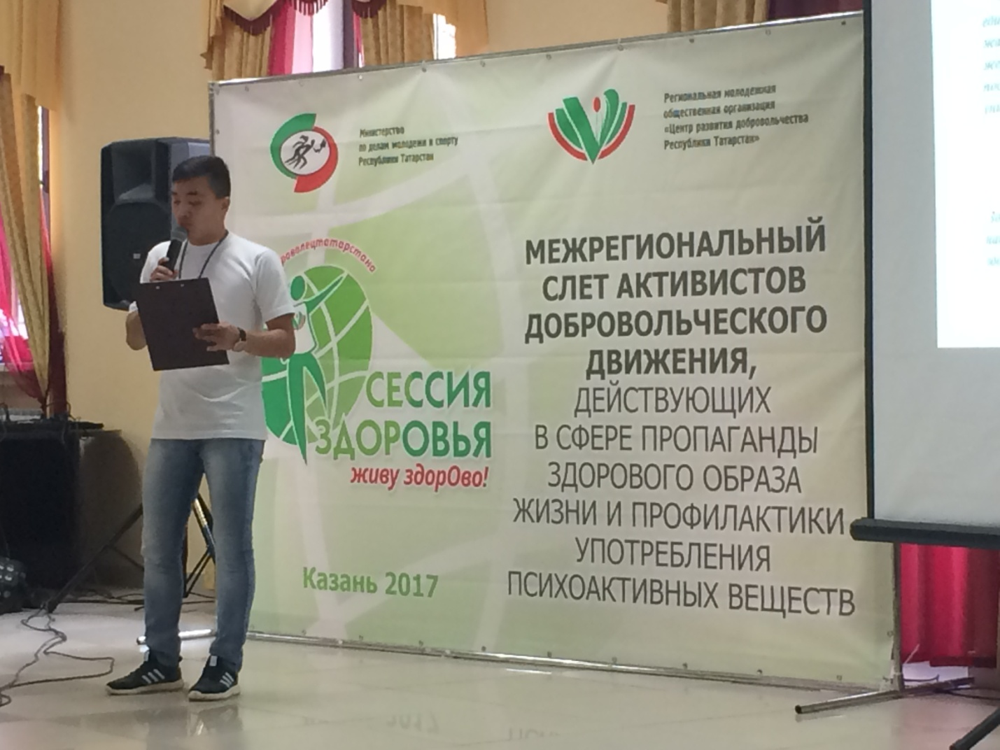 Министерство
по делам молодежи и спорту
Республики Татарстан
Региональная молодежная
общественная организация
«Центр развития добровольчества
Республики Татарстан»
МЕЖРЕГИОНАЛЬНЫЙ
СЛЕТ АКТИВИСТОВ
ДОБРОВОЛЬЧЕСКОГО
ДВИЖЕНИЯ,
ДЕЙСТВУЮЩИХ
В СФЕРЕ ПРОПАГАНДЫ
ЗДОРОВОГО ОБРАЗА
ЖИЗНИ И ПРОФИЛАКТИКИ
УПОТРЕБЛЕНИЯ
ПСИХОАКТИВНЫХ ВЕЩЕСТВ
СЕССИЯ
ЗДОРОВЬЯ
живу здорОво!
Казань 2017